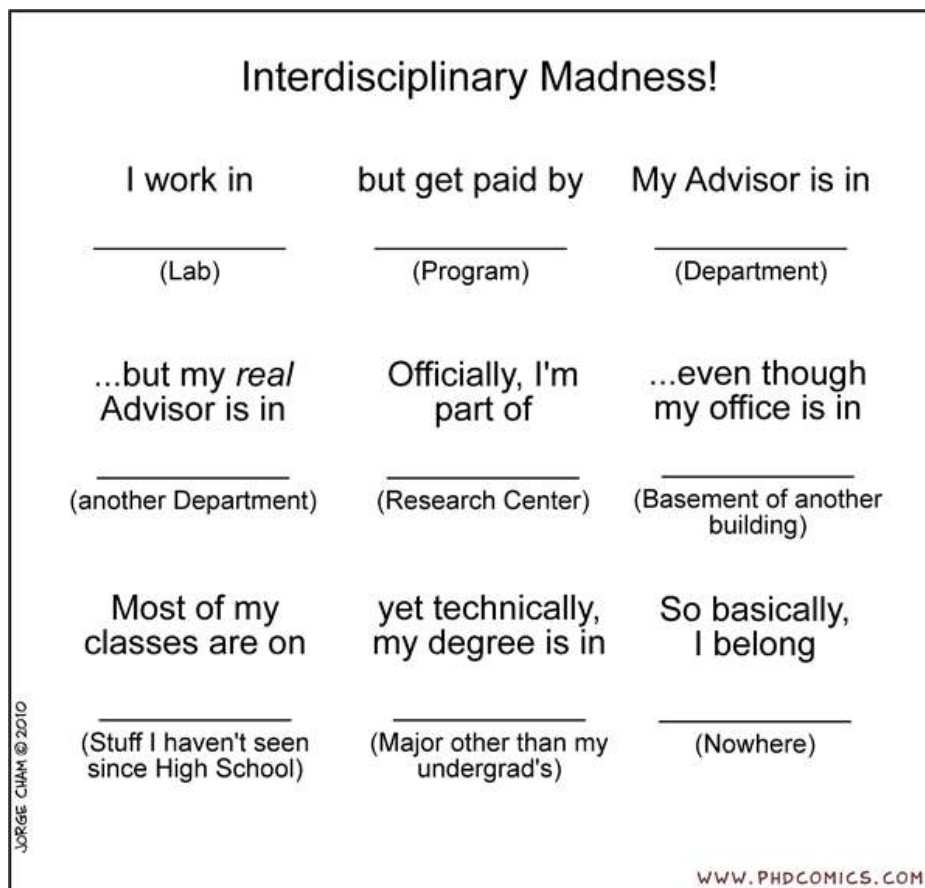 Interdisciplinary Madness!
I work in
but get paid by
My Advisor is in
(Lab)
(Program)
(Department)
...but my real
Advisor is in
Officially, I'm
part of
...even though
my office is in
(another Department)
(Research Center)
(Basement of another
building)
Most of my
classes are on
yet technically,
my degree is in
So basically,
I belong
(Stuff I haven't seen
since High School)
(Major other than my
undergrad's)
(Nowhere)
JORGE CHAM © 2010
WWW.PHDCOMICS.COM